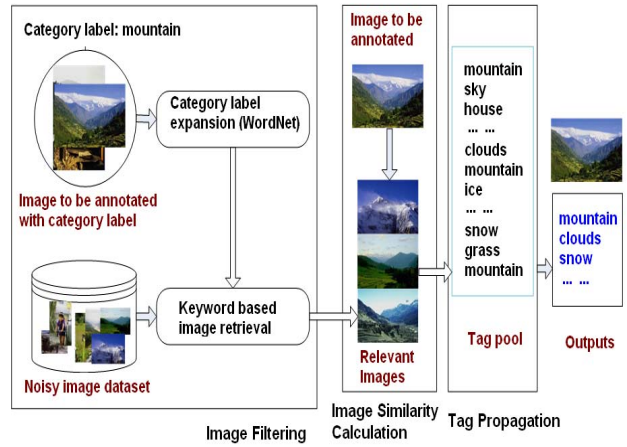 Category label: mountain
Category label
expansion (WordNet)
Image to be annotated
with category label
Keyword based
image retrieval
Noisy image dataset
Image Filtering
Image to be
annotated
Relevant
Images
Image Similarity
Calculation
mountain
sky
house
... ...
clouds
mountain
ice
... ...
snow
grass
mountain
Tag pool
Tag Propagation
mountain
clouds
snow
... ...
Outputs